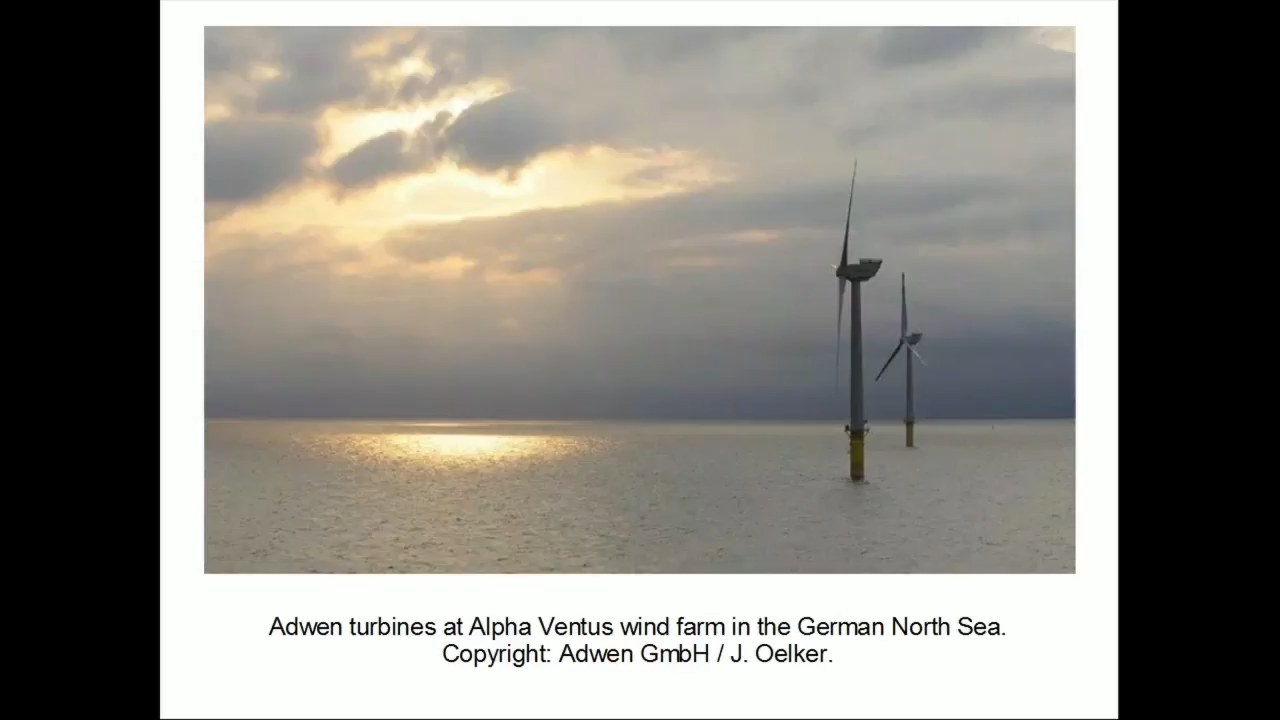 Adwen turbines at Alpha Ventus wind farm in the German North Sea.
Copyright: Adwen GmbH / J. Oelker.